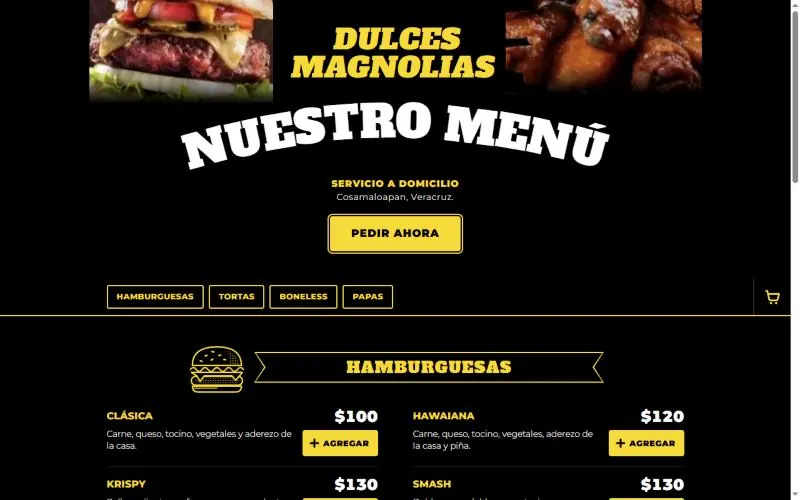 DULCES
MAGNOLIAS
NUESTRO MENÚ
SERVICIO A DOMICILIO
Cosamaloapan, Veracruz.
PEDIR AHORA
HAMBURGUESAS
TORTAS
BONELESS
PAPAS
HAMBURGUESAS
CLÁSICA
$100
Carne, queso, tocino, vegetales y aderezo de
la casa.
+ AGREGAR
HAWAIANA
$120
Carne, queso, tocino, vegetales, aderezo de
la casa y piña.
+ AGREGAR
KRISPY
$130
SMASH
$130